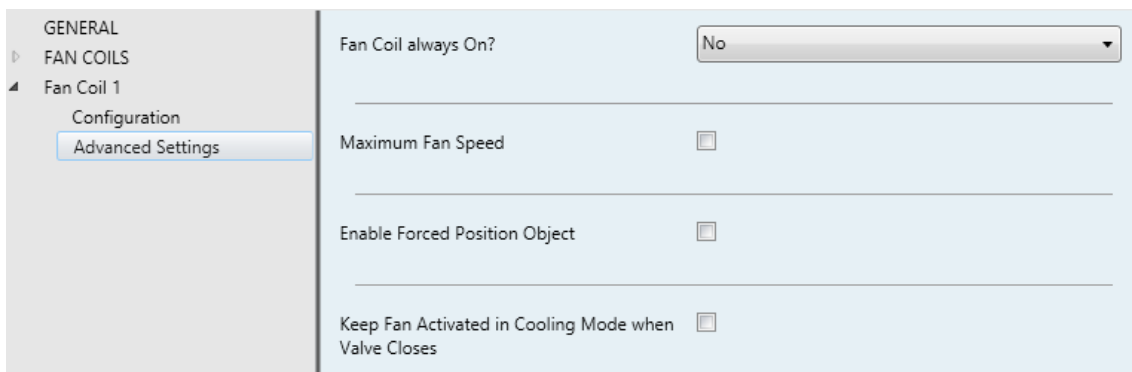 GENERAL
FAN COILS
Fan Coil 1
Configuration
Advanced Settings
Fan Coil always On?
No
Maximum Fan Speed
Enable Forced Position Object
Keep Fan Activated in Cooling Mode when
Valve Closes